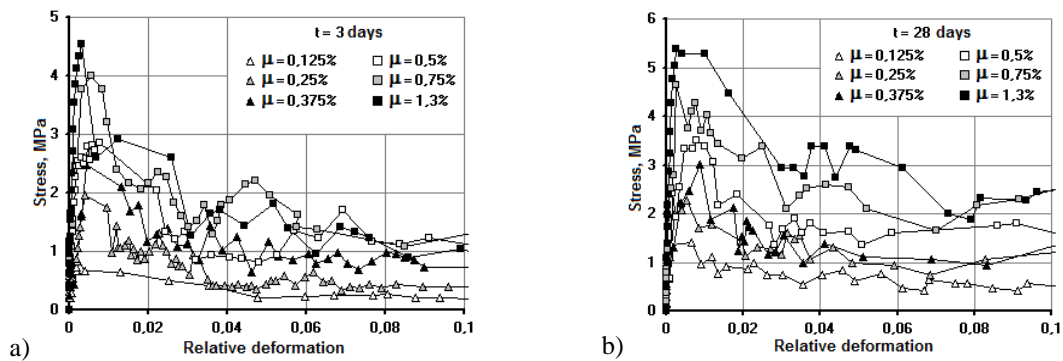 5
4
3
2
1
0
Stress, MPa
t = 3 days
μ = 0,125%
μ = 0,5%
μ = 0,25%
μ = 0,75%
μ = 0,375%
μ = 1,3%
0
0,02
0,04
0,06
0,08
0,1
Relative deformation
a)
6
5
4
3
2
1
0
Stress, MPa
t = 28 days
μ = 0,125%
μ = 0,5%
μ = 0,25%
μ = 0,75%
μ = 0,375%
μ = 1,3%
0
0,02
0,04
0,06
0,08
0,1
Relative deformation
b)